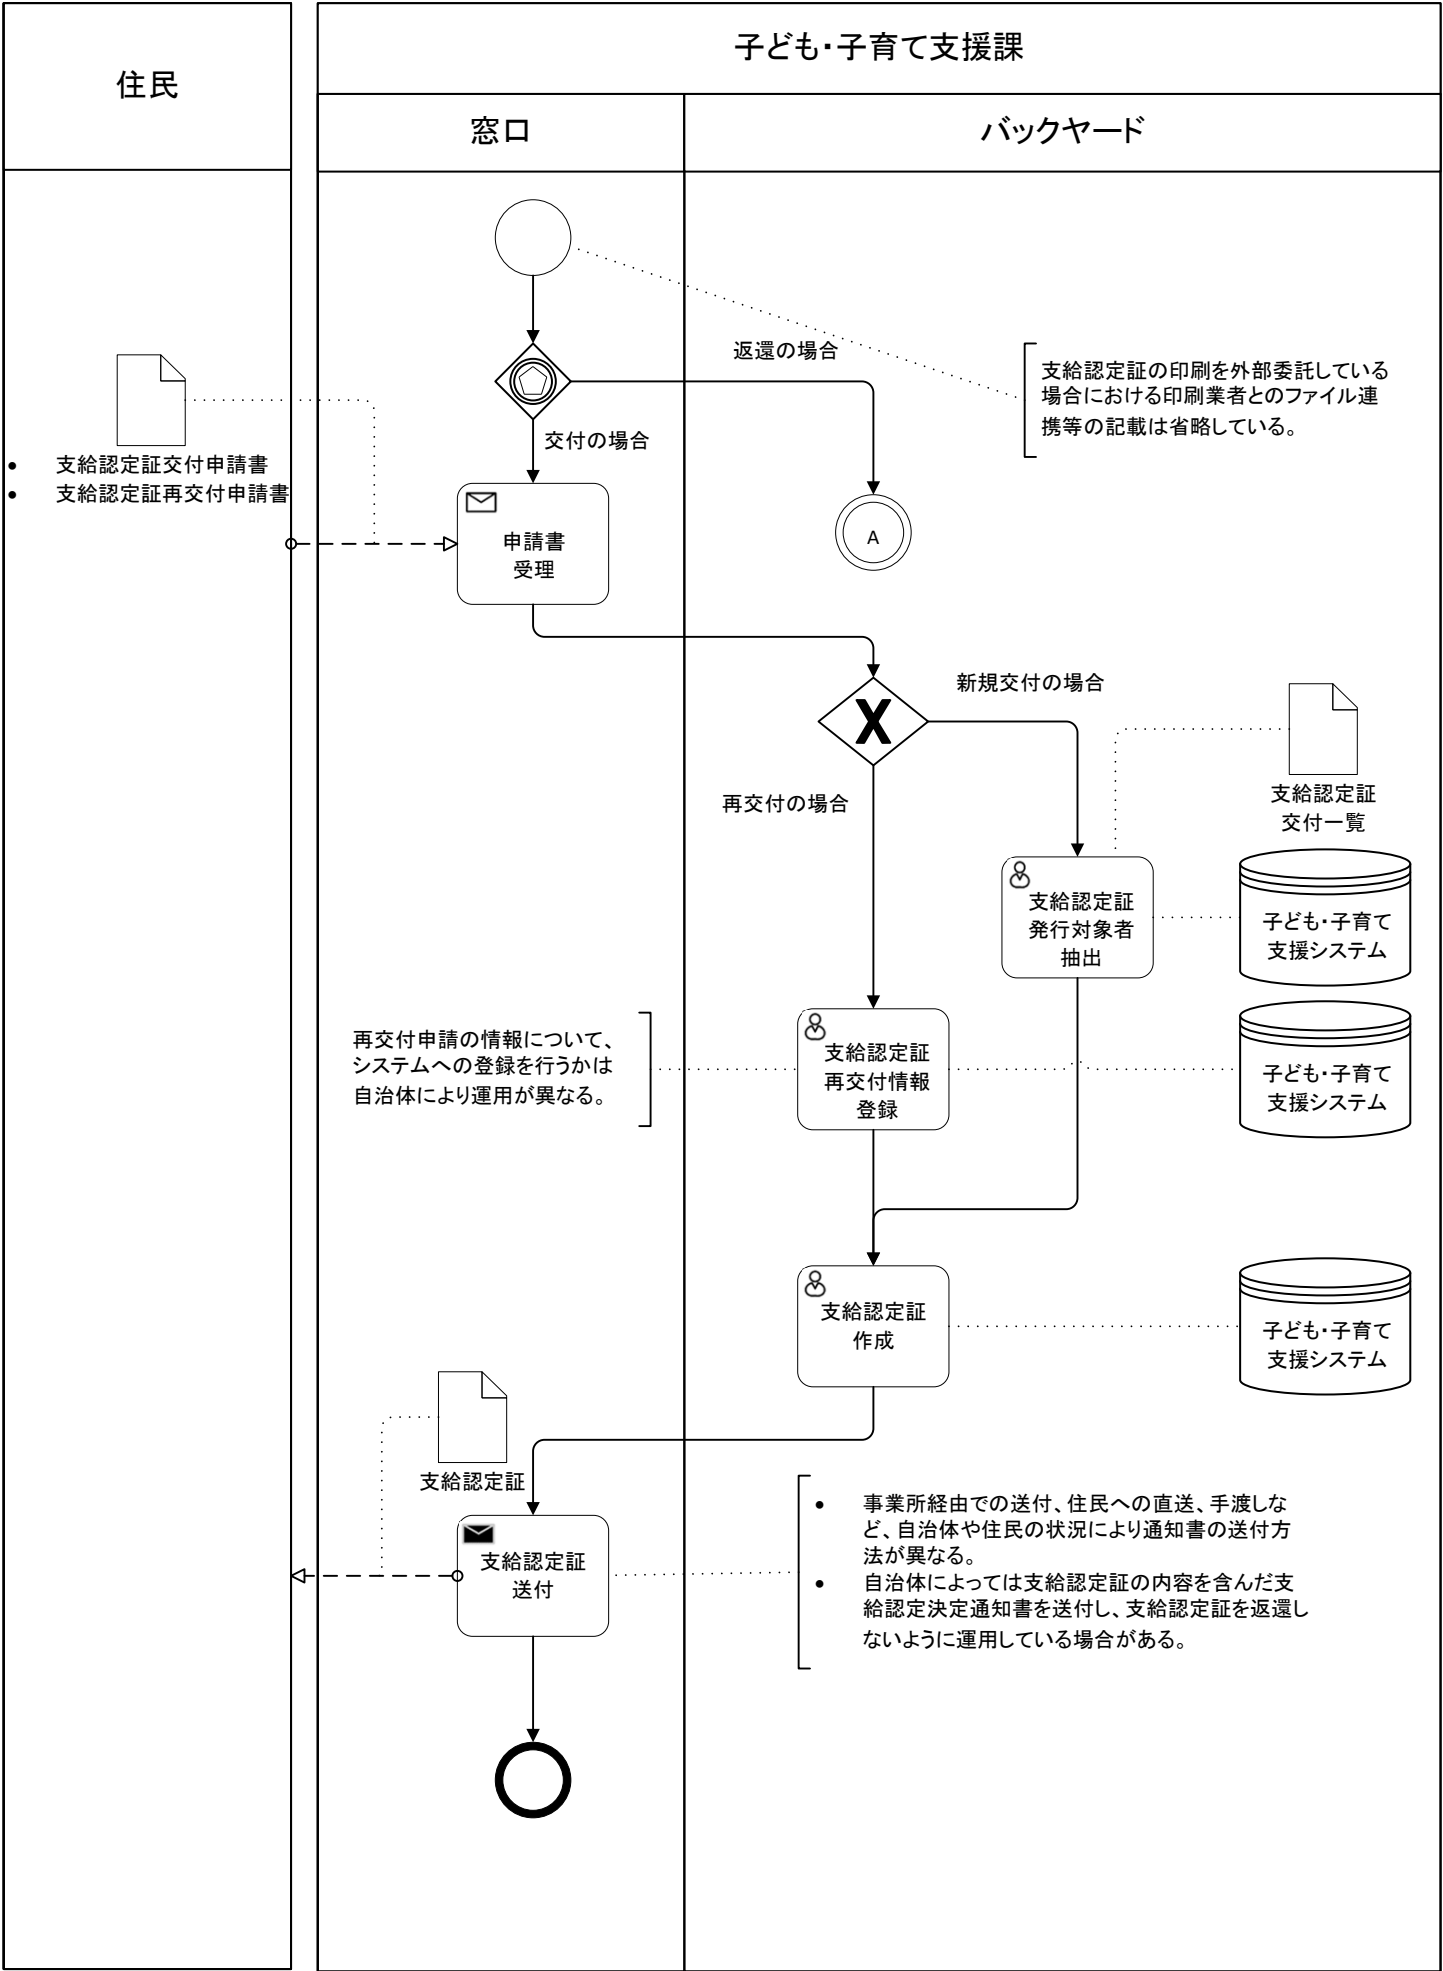 住民
子ども・子育て支援課
窓口
バックヤード
返還の場合
支給認定証の印刷を外部委託している
場合における印刷業者とのファイル連
携等の記載は省略している。
交付の場合
• 支給認定証交付申請書
• 支給認定証再交付申請書
申請書
受理
A
新規交付の場合
X
再交付の場合
支給認定証
交付一覧
支給認定証
発行対象者
抽出
子ども・子育て
支援システム
再交付申請の情報について、
システムへの登録を行うかは
自治体により運用が異なる。
支給認定証
再交付情報
登録
子ども・子育て
支援システム
支給認定証
作成
子ども・子育て
支援システム
支給認定証
支給認定証
送付
• 事業所経由での送付、住民への直送、手渡しな
ど、自治体や住民の状況により通知書の送付方
法が異なる。
• 自治体によっては支給認定証の内容を含んだ支
給認定決定通知書を送付し、支給認定証を返還し
ないように運用している場合がある。